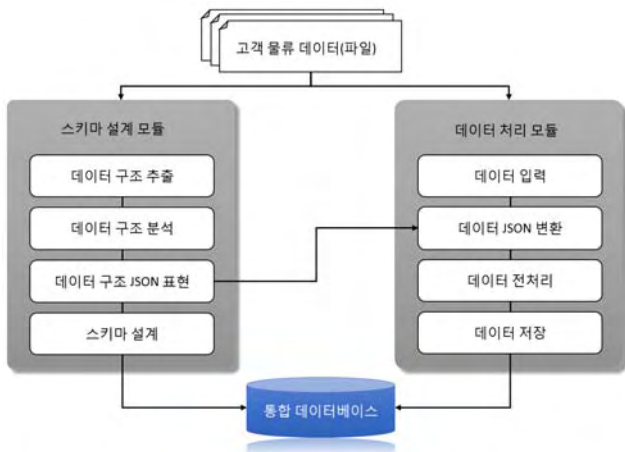 고객 물류 데이터(파일)
스키마 설계 모듈
데이터 구조 추출
데이터 구조 분석
데이터 구조 JSON 표현
스키마 설계
데이터 처리 모듈
데이터 입력
데이터 JSON 변환
데이터 전처리
데이터 저장
통합 데이터베이스